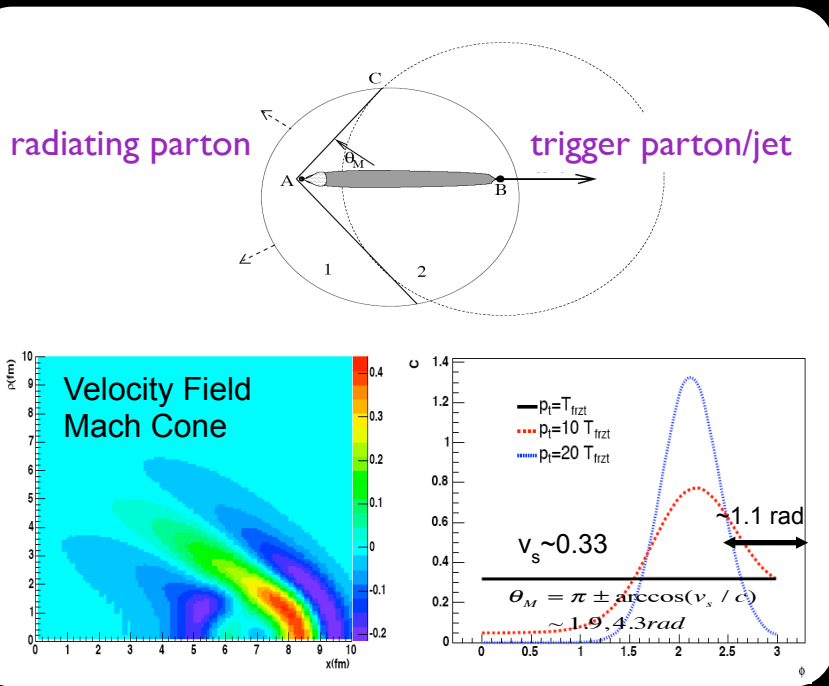 C
radiating parton
trigger parton/jet
θM
A
B
1
2
ρ(fm)
10
9
8
7
6
5
4
3
2
1
0
Velocity Field
Mach Cone
0 1 2 3 4 5 6 7 8 9 10
x(fm)
0.4
0.3
0.2
0.1
0
-0.1
-0.2
C
1.4
1.2
1
0.8
0.6
0.4
0.2
0
pt=Tfrzt
pt=10 Tfrzt
pt=20 Tfrzt
~1.1 rad
vs~0.33
θM = π ± arccos(vs / c)
~ 1.9, 4.3rad
0 0.5 1 1.5 2 2.5 3
ϕ